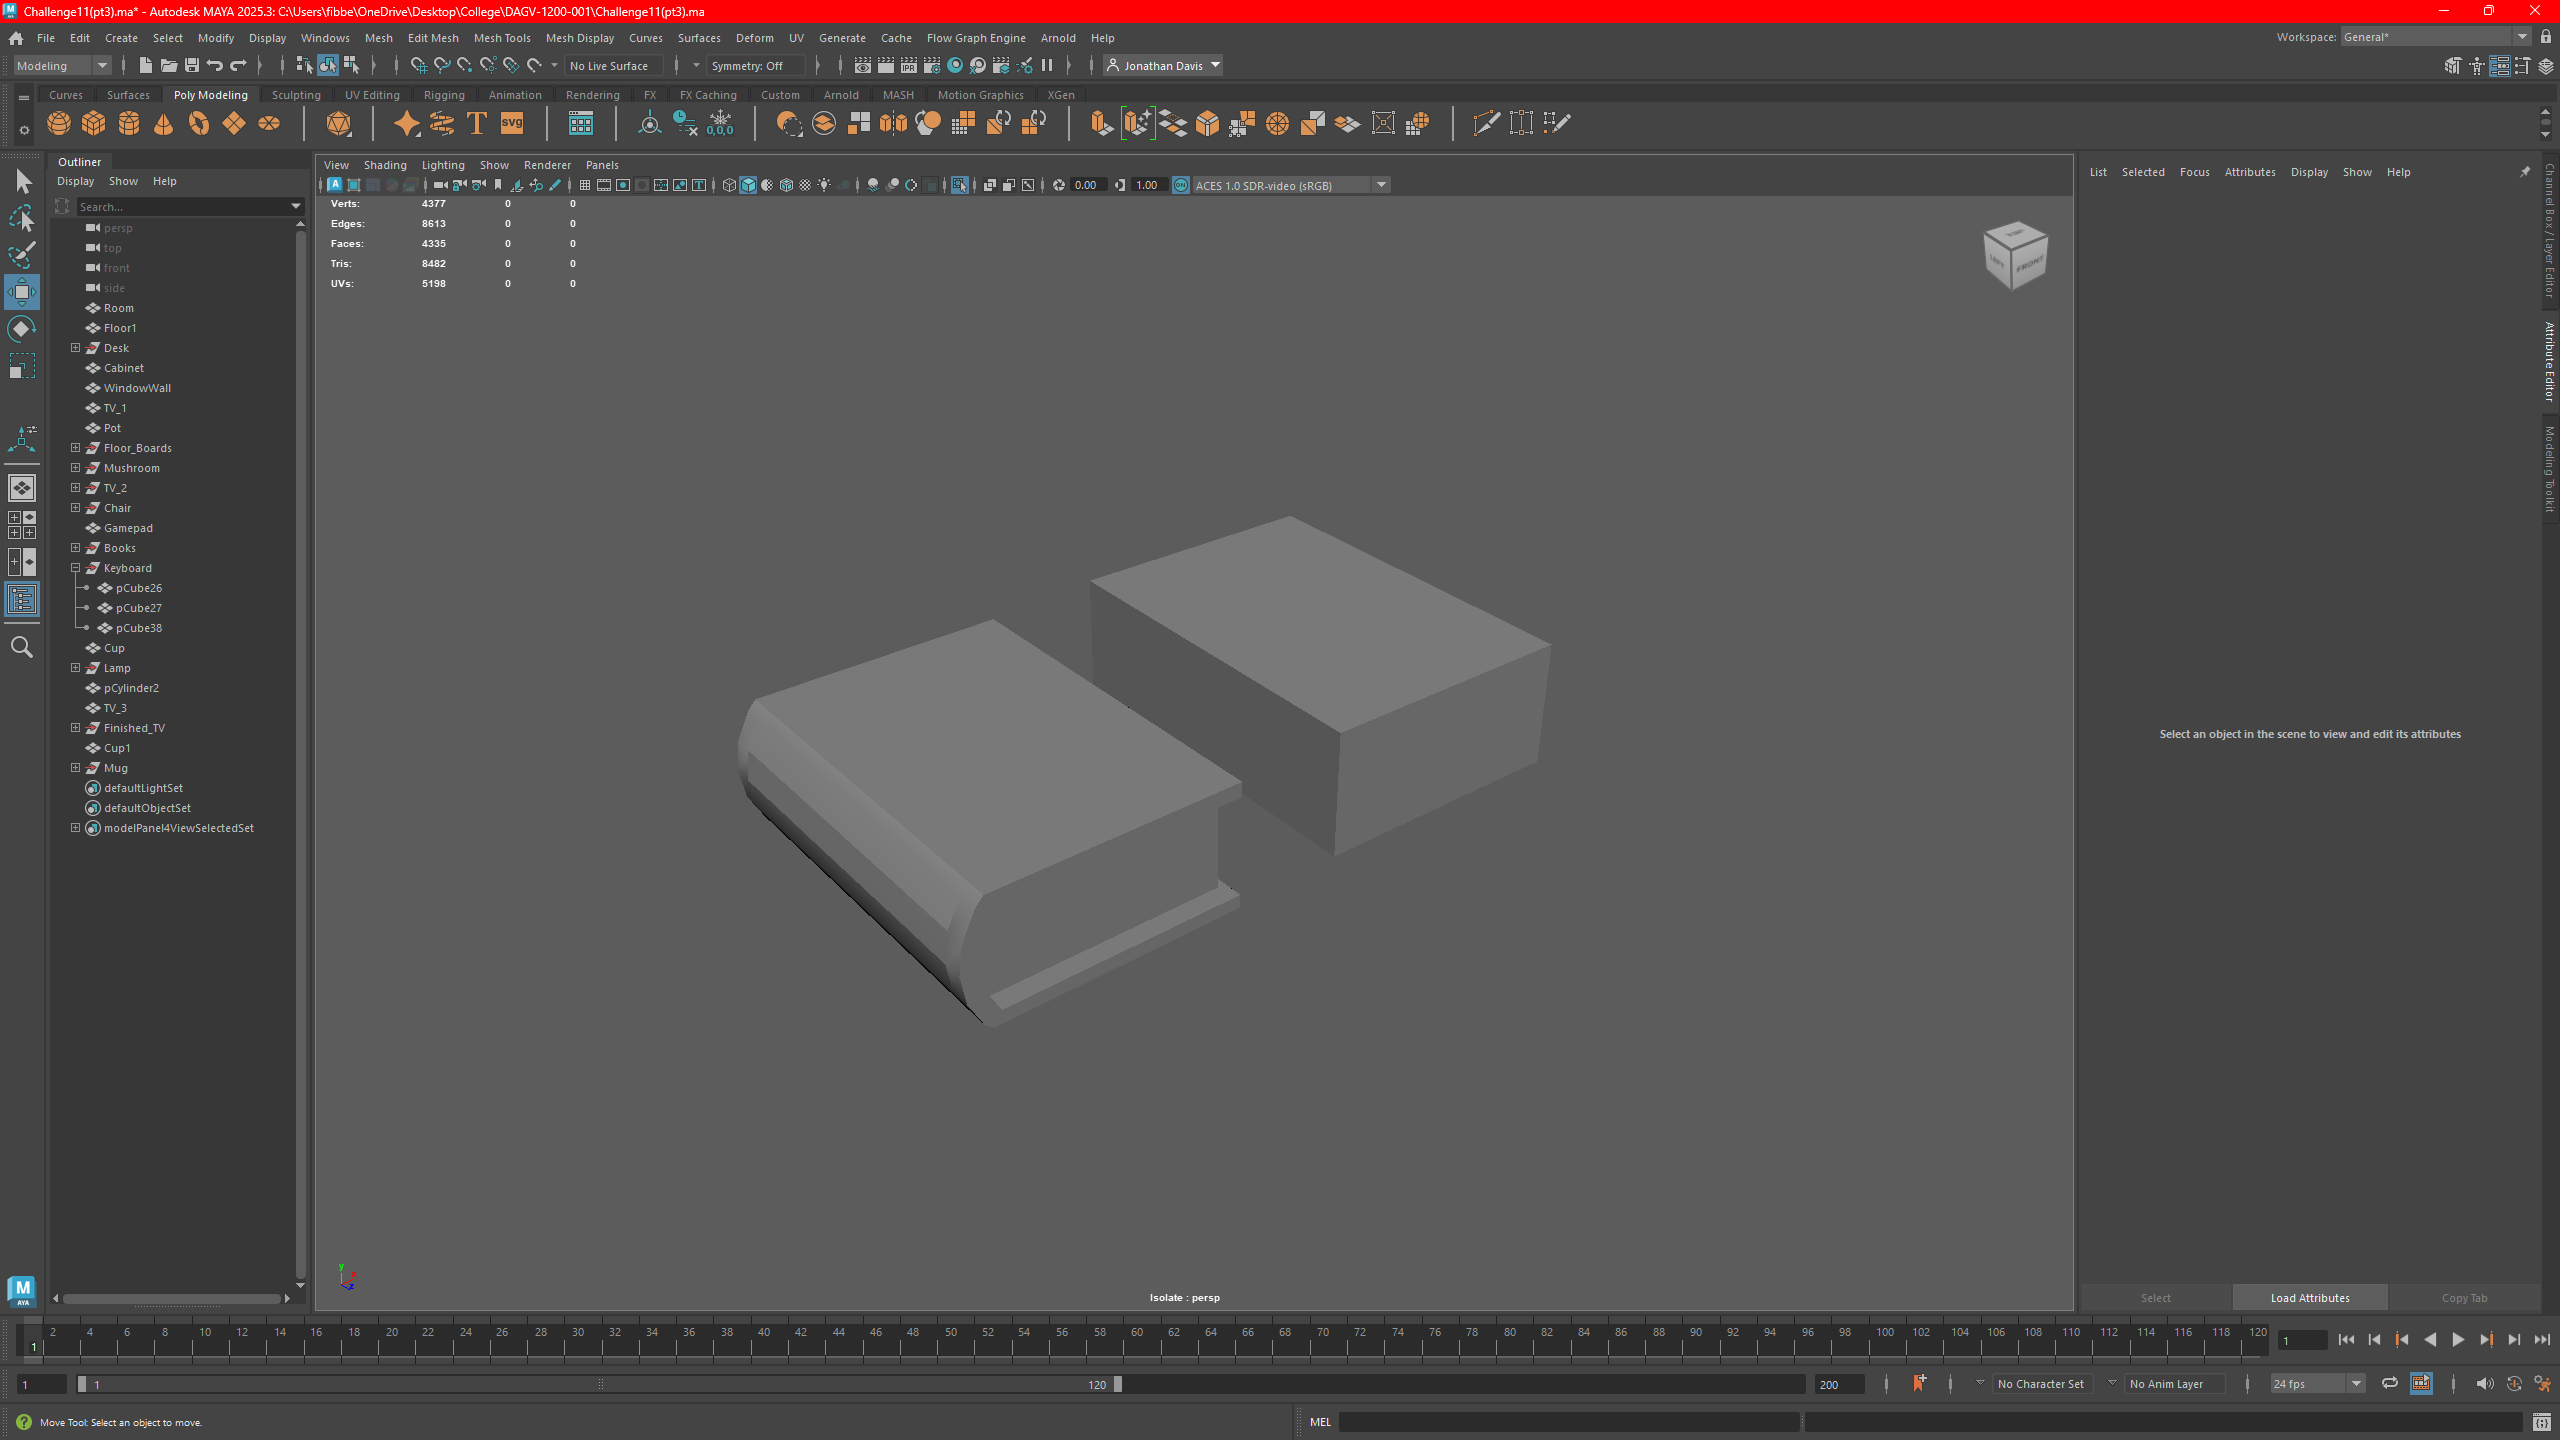 Challenge11(pt3).ma* - Autodesk MAYA 2025.3: C:\Users\fibbe\OneDrive\Desktop\College\DAGV-1200-001\Challenge11(pt3).ma
File Edit Create Select Modify Display Windows Mesh Edit Mesh Mesh Tools Mesh Display Curves Surfaces Deform UV Generate Cache Flow Graph Engine Arnold Help
Workspace: General*
Modeling
No Live Surface
Symmetry: Off
Jonathan Davis
Curves Surfaces Poly Modeling Sculpting UV Editing Rigging Animation Rendering FX FX Caching Custom Arnold MASH Motion Graphics XGen
Outliner
Display Show Help
Search...
persp
top
front
side
Room
Floor1
Desk
Cabinet
WindowWall
TV_1
Pot
Floor_Boards
Mushroom
TV_2
Chair
Gamepad
Books
Keyboard
pCube26
pCube27
pCube38
Cup
Lamp
pCylinder2
TV_3
Finished_TV
Cup1
Mug
defaultLightSet
defaultObjectSet
modelPanel4ViewSelectedSet
View Shading Lighting Show Renderer Panels
0.00 1.00 ACES 1.0 SDR-video (sRGB)
Verts: 4377 0 0
Edges: 8613 0 0
Faces: 4335 0 0
Tris: 8482 0 0
UVs: 5198 0 0
LEFT FRONT
y
x
z
Isolate : persp
List Selected Focus Attributes Display Show Help
Select an object in the scene to view and edit its attributes
Select Load Attributes Copy Tab
Channel Box / Layer Editor
Attribute Editor
Modeling Toolkit
M
AYA
2 4 6 8 10 12 14 16 18 20 22 24 26 28 30 32 34 36 38 40 42 44 46 48 50 52 54 56 58 60 62 64 66 68 70 72 74 76 78 80 82 84 86 88 90 92 94 96 98 100 102 104 106 108 110 112 114 116 118 120
1
1
1 1 120 200
No Character Set
No Anim Layer
24 fps
Move Tool: Select an object to move.
MEL